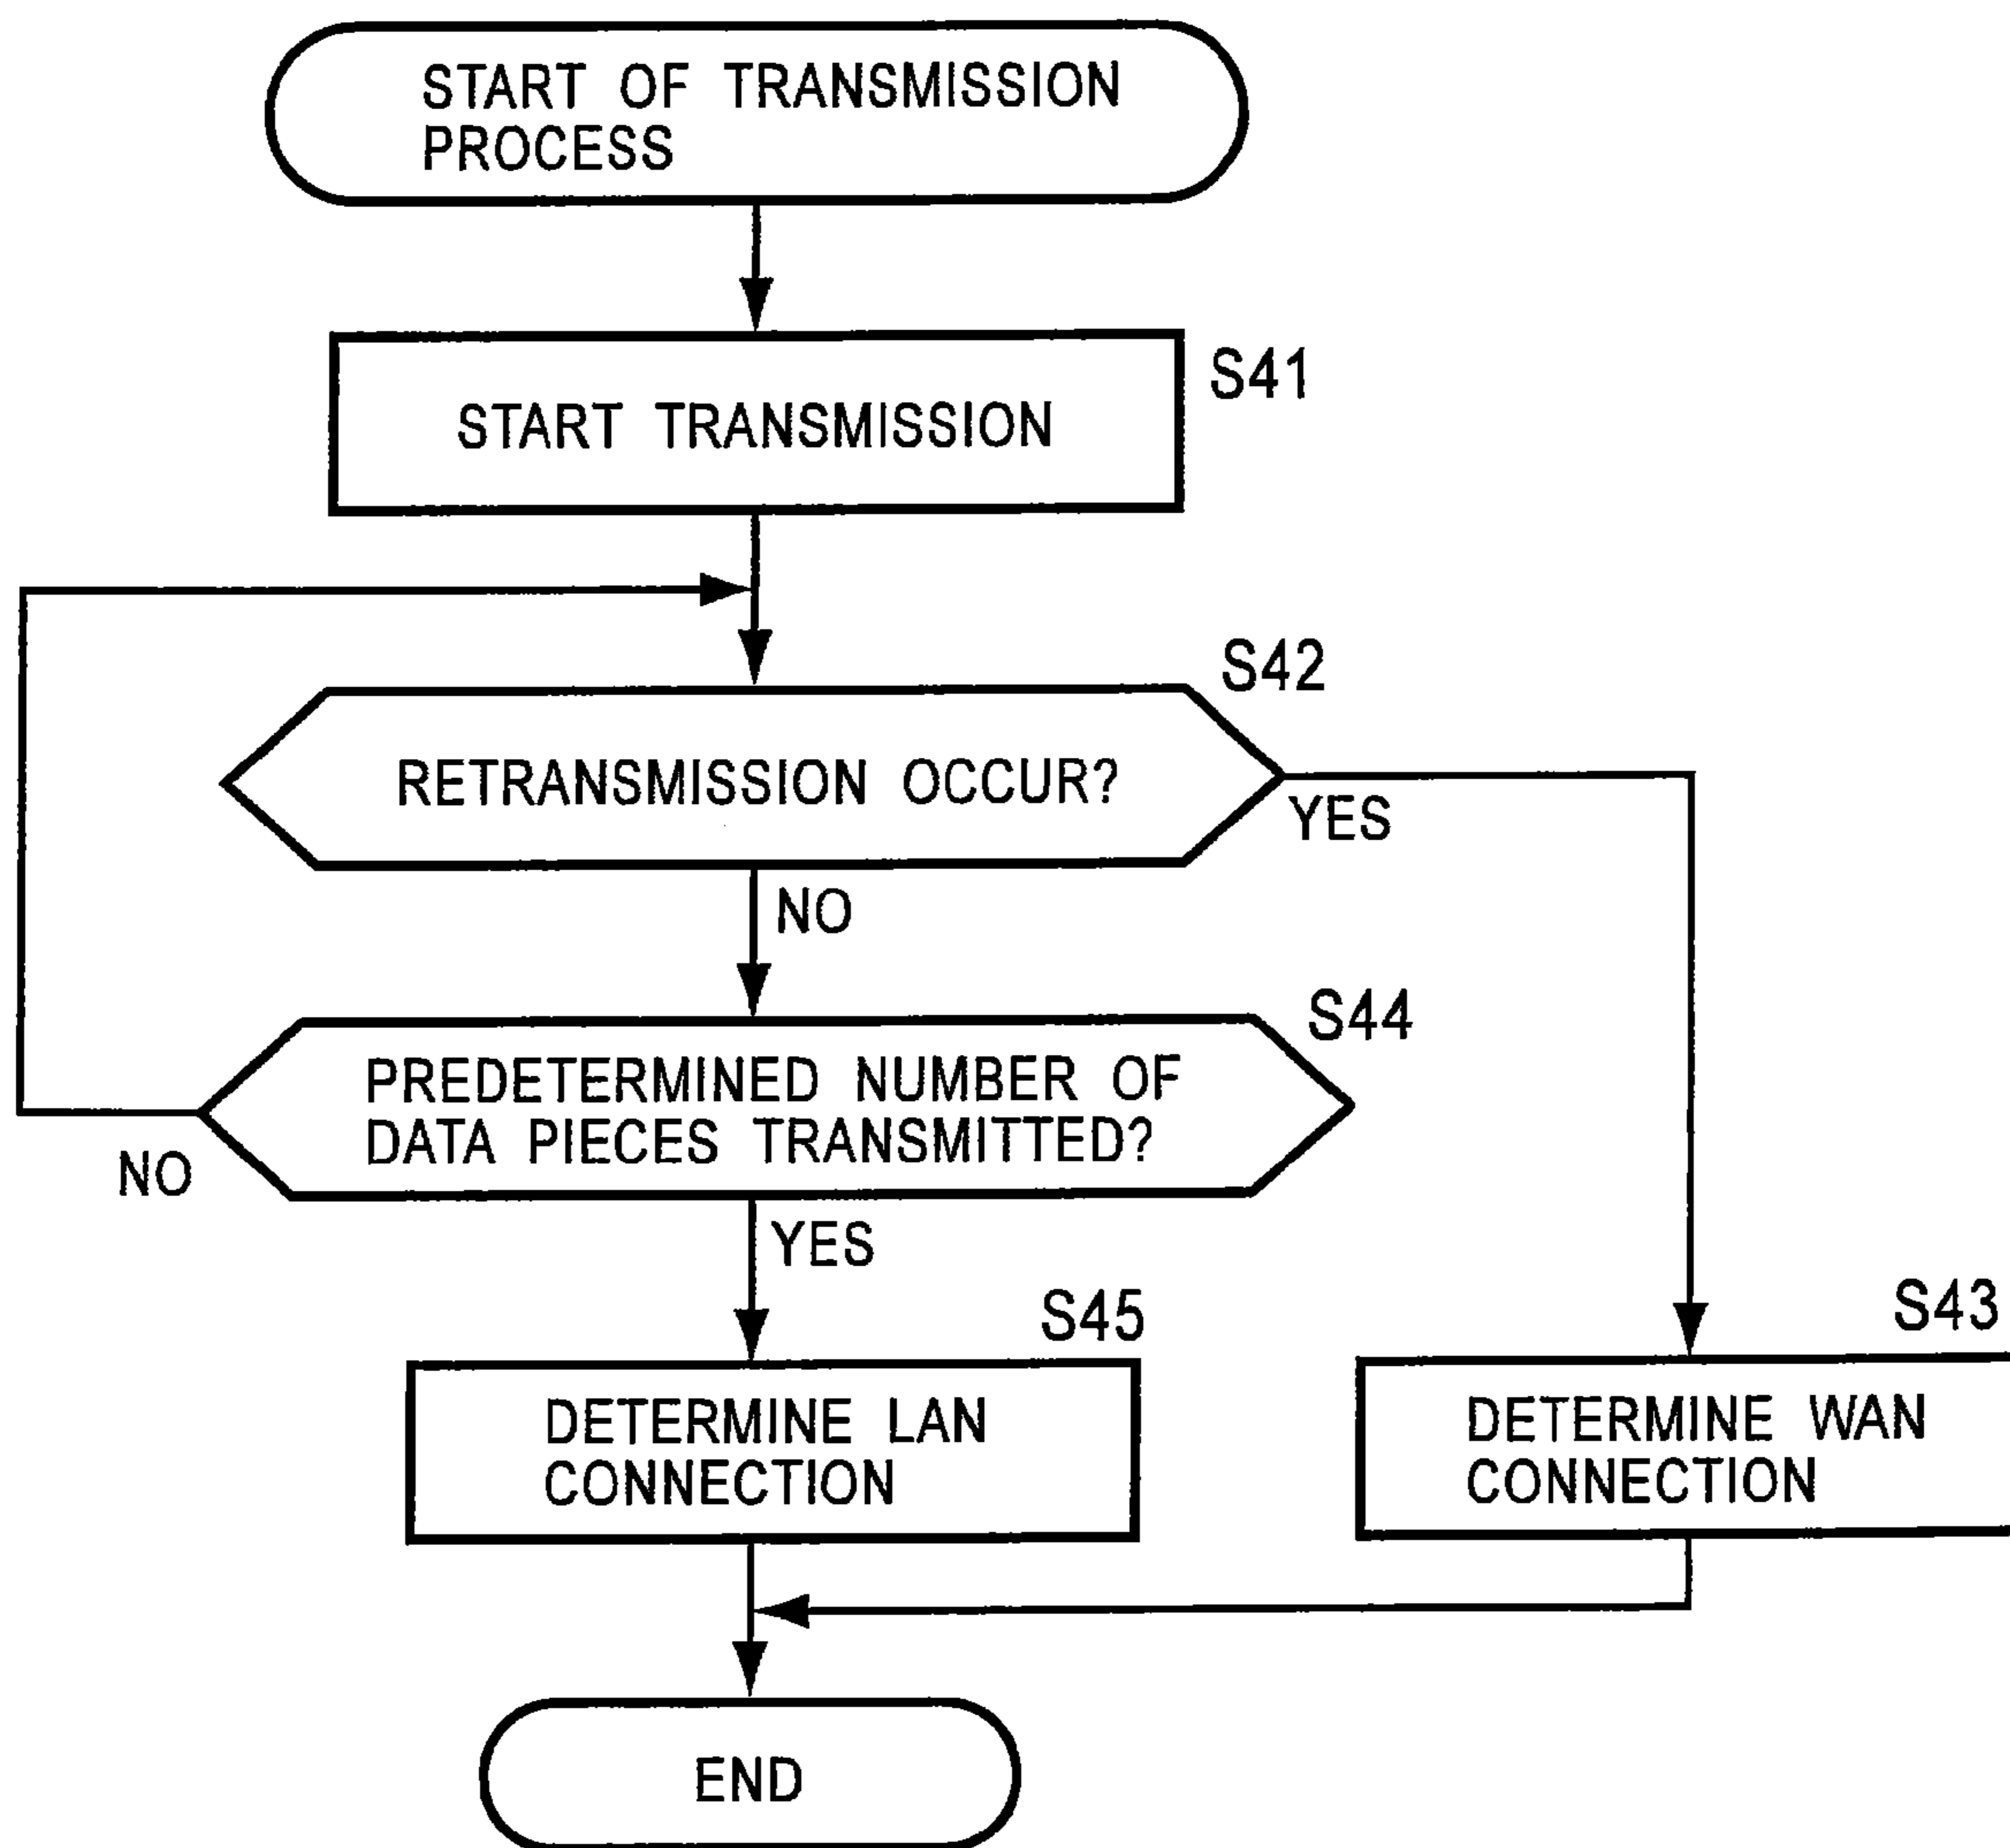 START OF TRANSMISSION
PROCESS
S41
START TRANSMISSION
S42
RETRANSMISSION OCCUR?
YES
NO
S44
PREDETERMINED NUMBER OF
DATA PIECES TRANSMITTED?
NO
YES
S45
S43
DETERMINE LAN
CONNECTION
DETERMINE WAN
CONNECTION
END